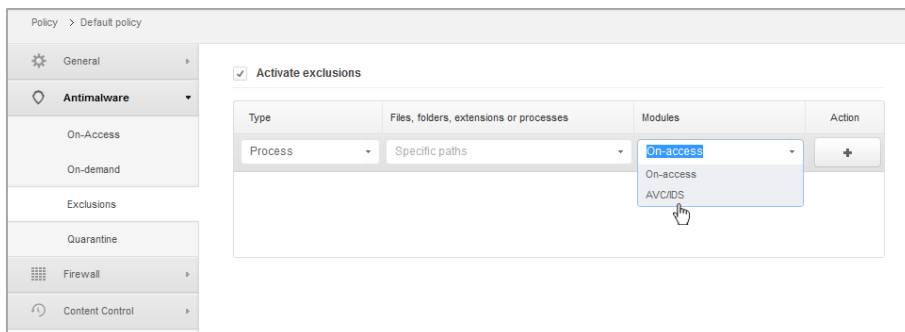 Policy > Default policy
General
Activate exclusions
Antimalware
Type Files, folders, extensions or processes Modules Action
On-Access
Process Specific paths On-access +
On-demand
On-access
AVC/IDS
Exclusions
Quarantine
Firewall
Content Control